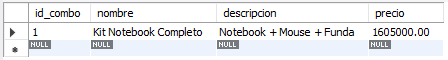 id_combo nombre descripcion precio
1 Kit Notebook Completo Notebook + Mouse + Funda 1605000.00
NULL NULL NULL NULL